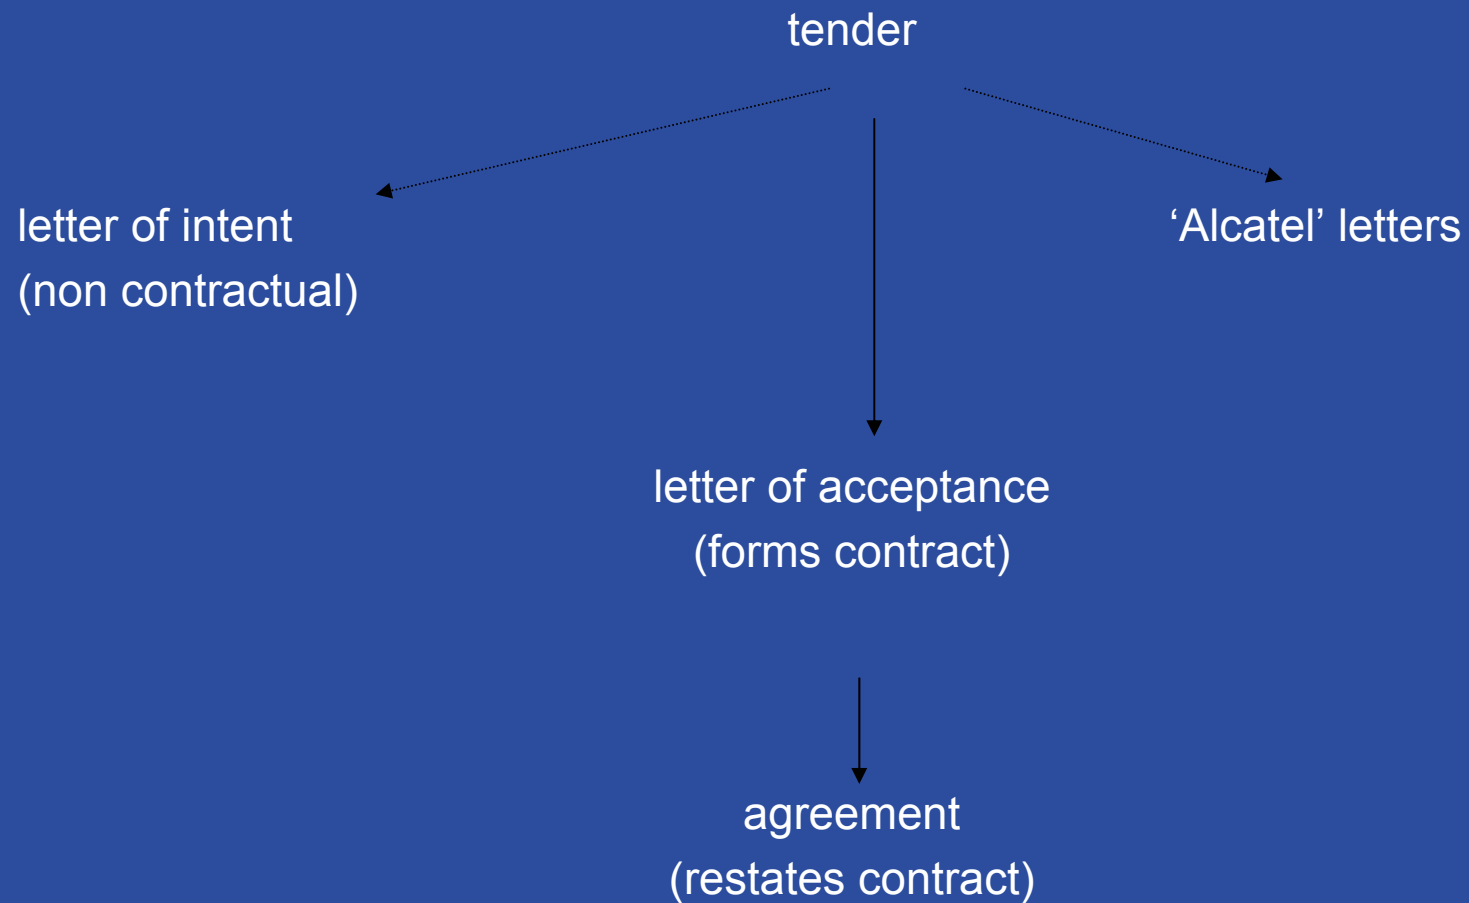 tender
letter of intent
(non contractual)
‘Alcatel’ letters
letter of acceptance
(forms contract)
agreement
(restates contract)